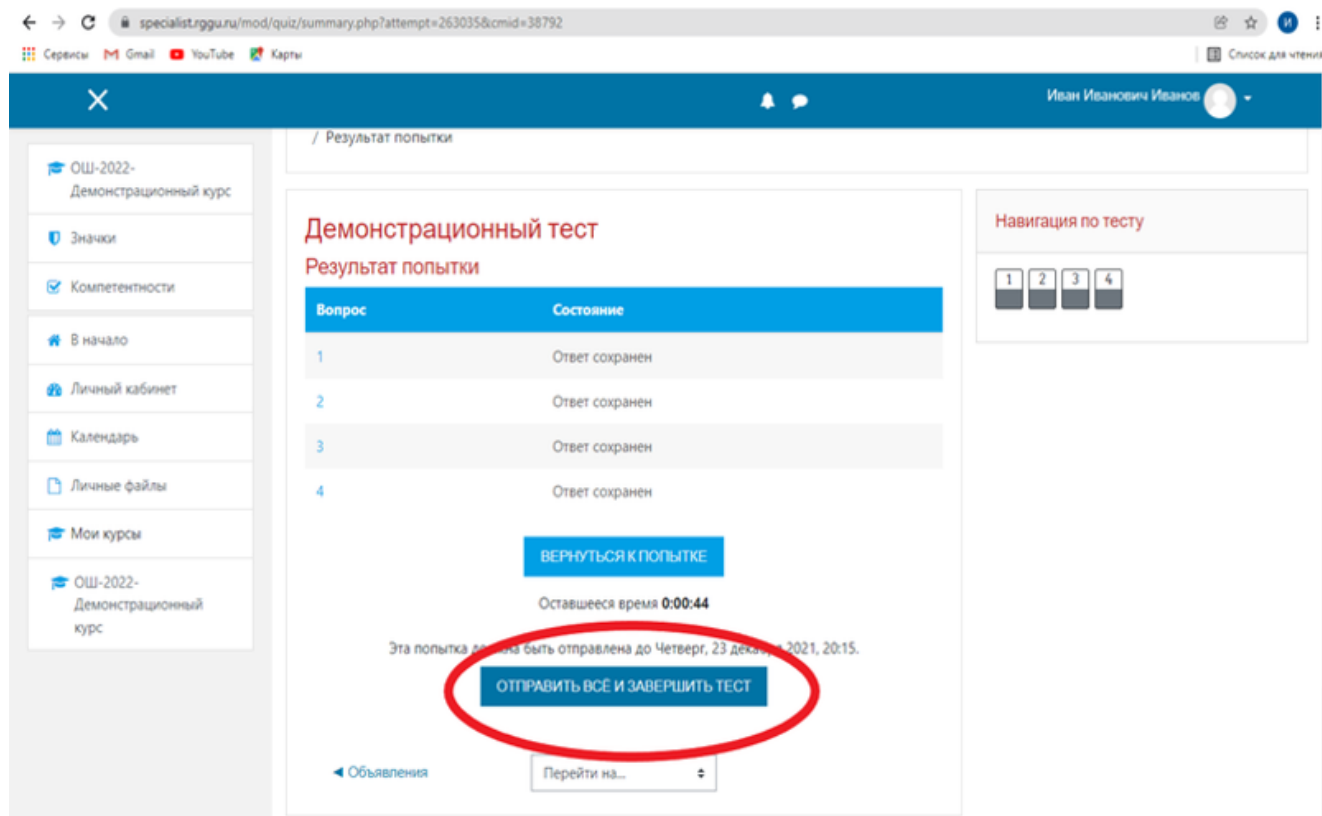 specialist.rggu.ru/mod/quiz/summary.php?attempt=263035&cmid=38792
И
Сервисы Gmail YouTube Карты Список для чтения
Иван Иванович Иванов
/ Результат попытки
ОШ-2022-
Демонстрационный курс
Значки
Компетентности
В начало
Личный кабинет
Календарь
Личные файлы
Мои курсы
ОШ-2022-
Демонстрационный
курс
Демонстрационный тест
Результат попытки
Вопрос Состояние
1 Ответ сохранен
2 Ответ сохранен
3 Ответ сохранен
4 Ответ сохранен
ВЕРНУТЬСЯ К ПОПЫТКЕ
Оставшееся время 0:00:44
Эта попытка должна быть отправлена до Четверг, 23 декабря 2021, 20:15.
ОТПРАВИТЬ ВСЁ И ЗАВЕРШИТЬ ТЕСТ
◄ Объявления
Перейти на...
Навигация по тесту
1 2 3 4